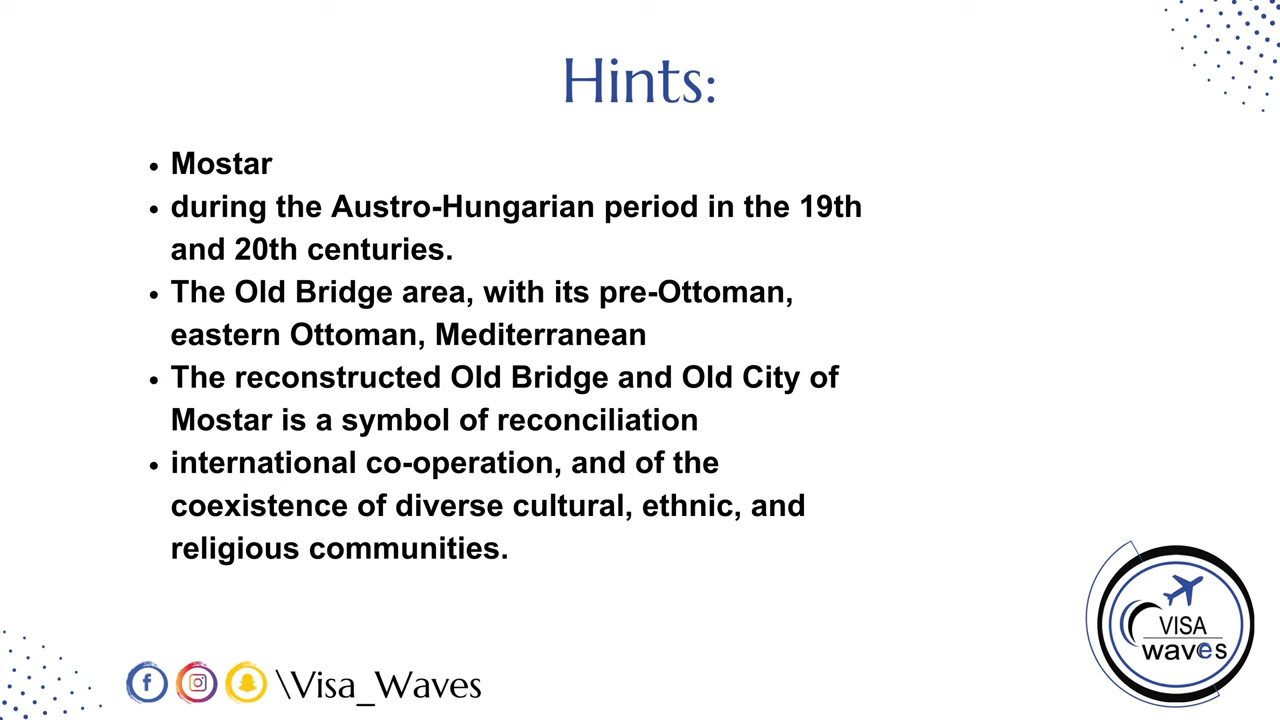 Hints:
• Mostar
• during the Austro-Hungarian period in the 19th
and 20th centuries.
• The Old Bridge area, with its pre-Ottoman,
eastern Ottoman, Mediterranean
• The reconstructed Old Bridge and Old City of
Mostar is a symbol of reconciliation
• international co-operation, and of the
coexistence of diverse cultural, ethnic, and
religious communities.
VISA
waves
\Visa_Waves